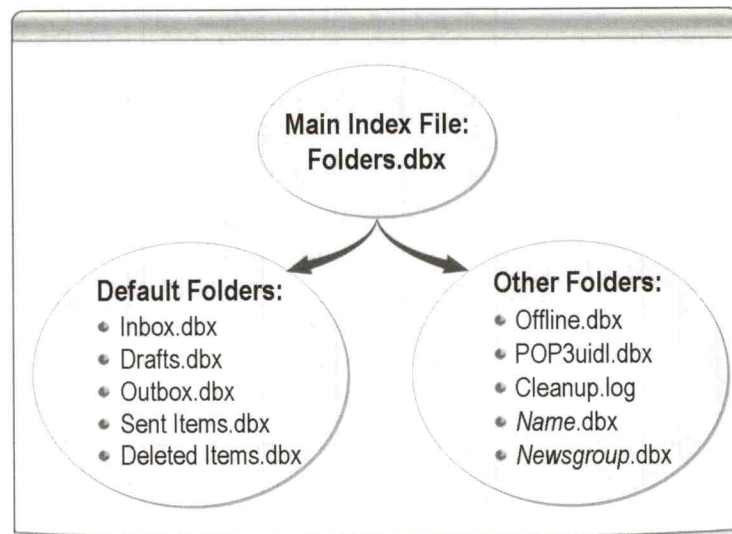 Main Index File:
Folders.dbx
Default Folders:
Inbox.dbx
Drafts.dbx
Outbox.dbx
Sent Items.dbx
Deleted Items.dbx
Other Folders:
Offline.dbx
POP3uidl.dbx
Cleanup.log
Name.dbx
Newsgroup.dbx